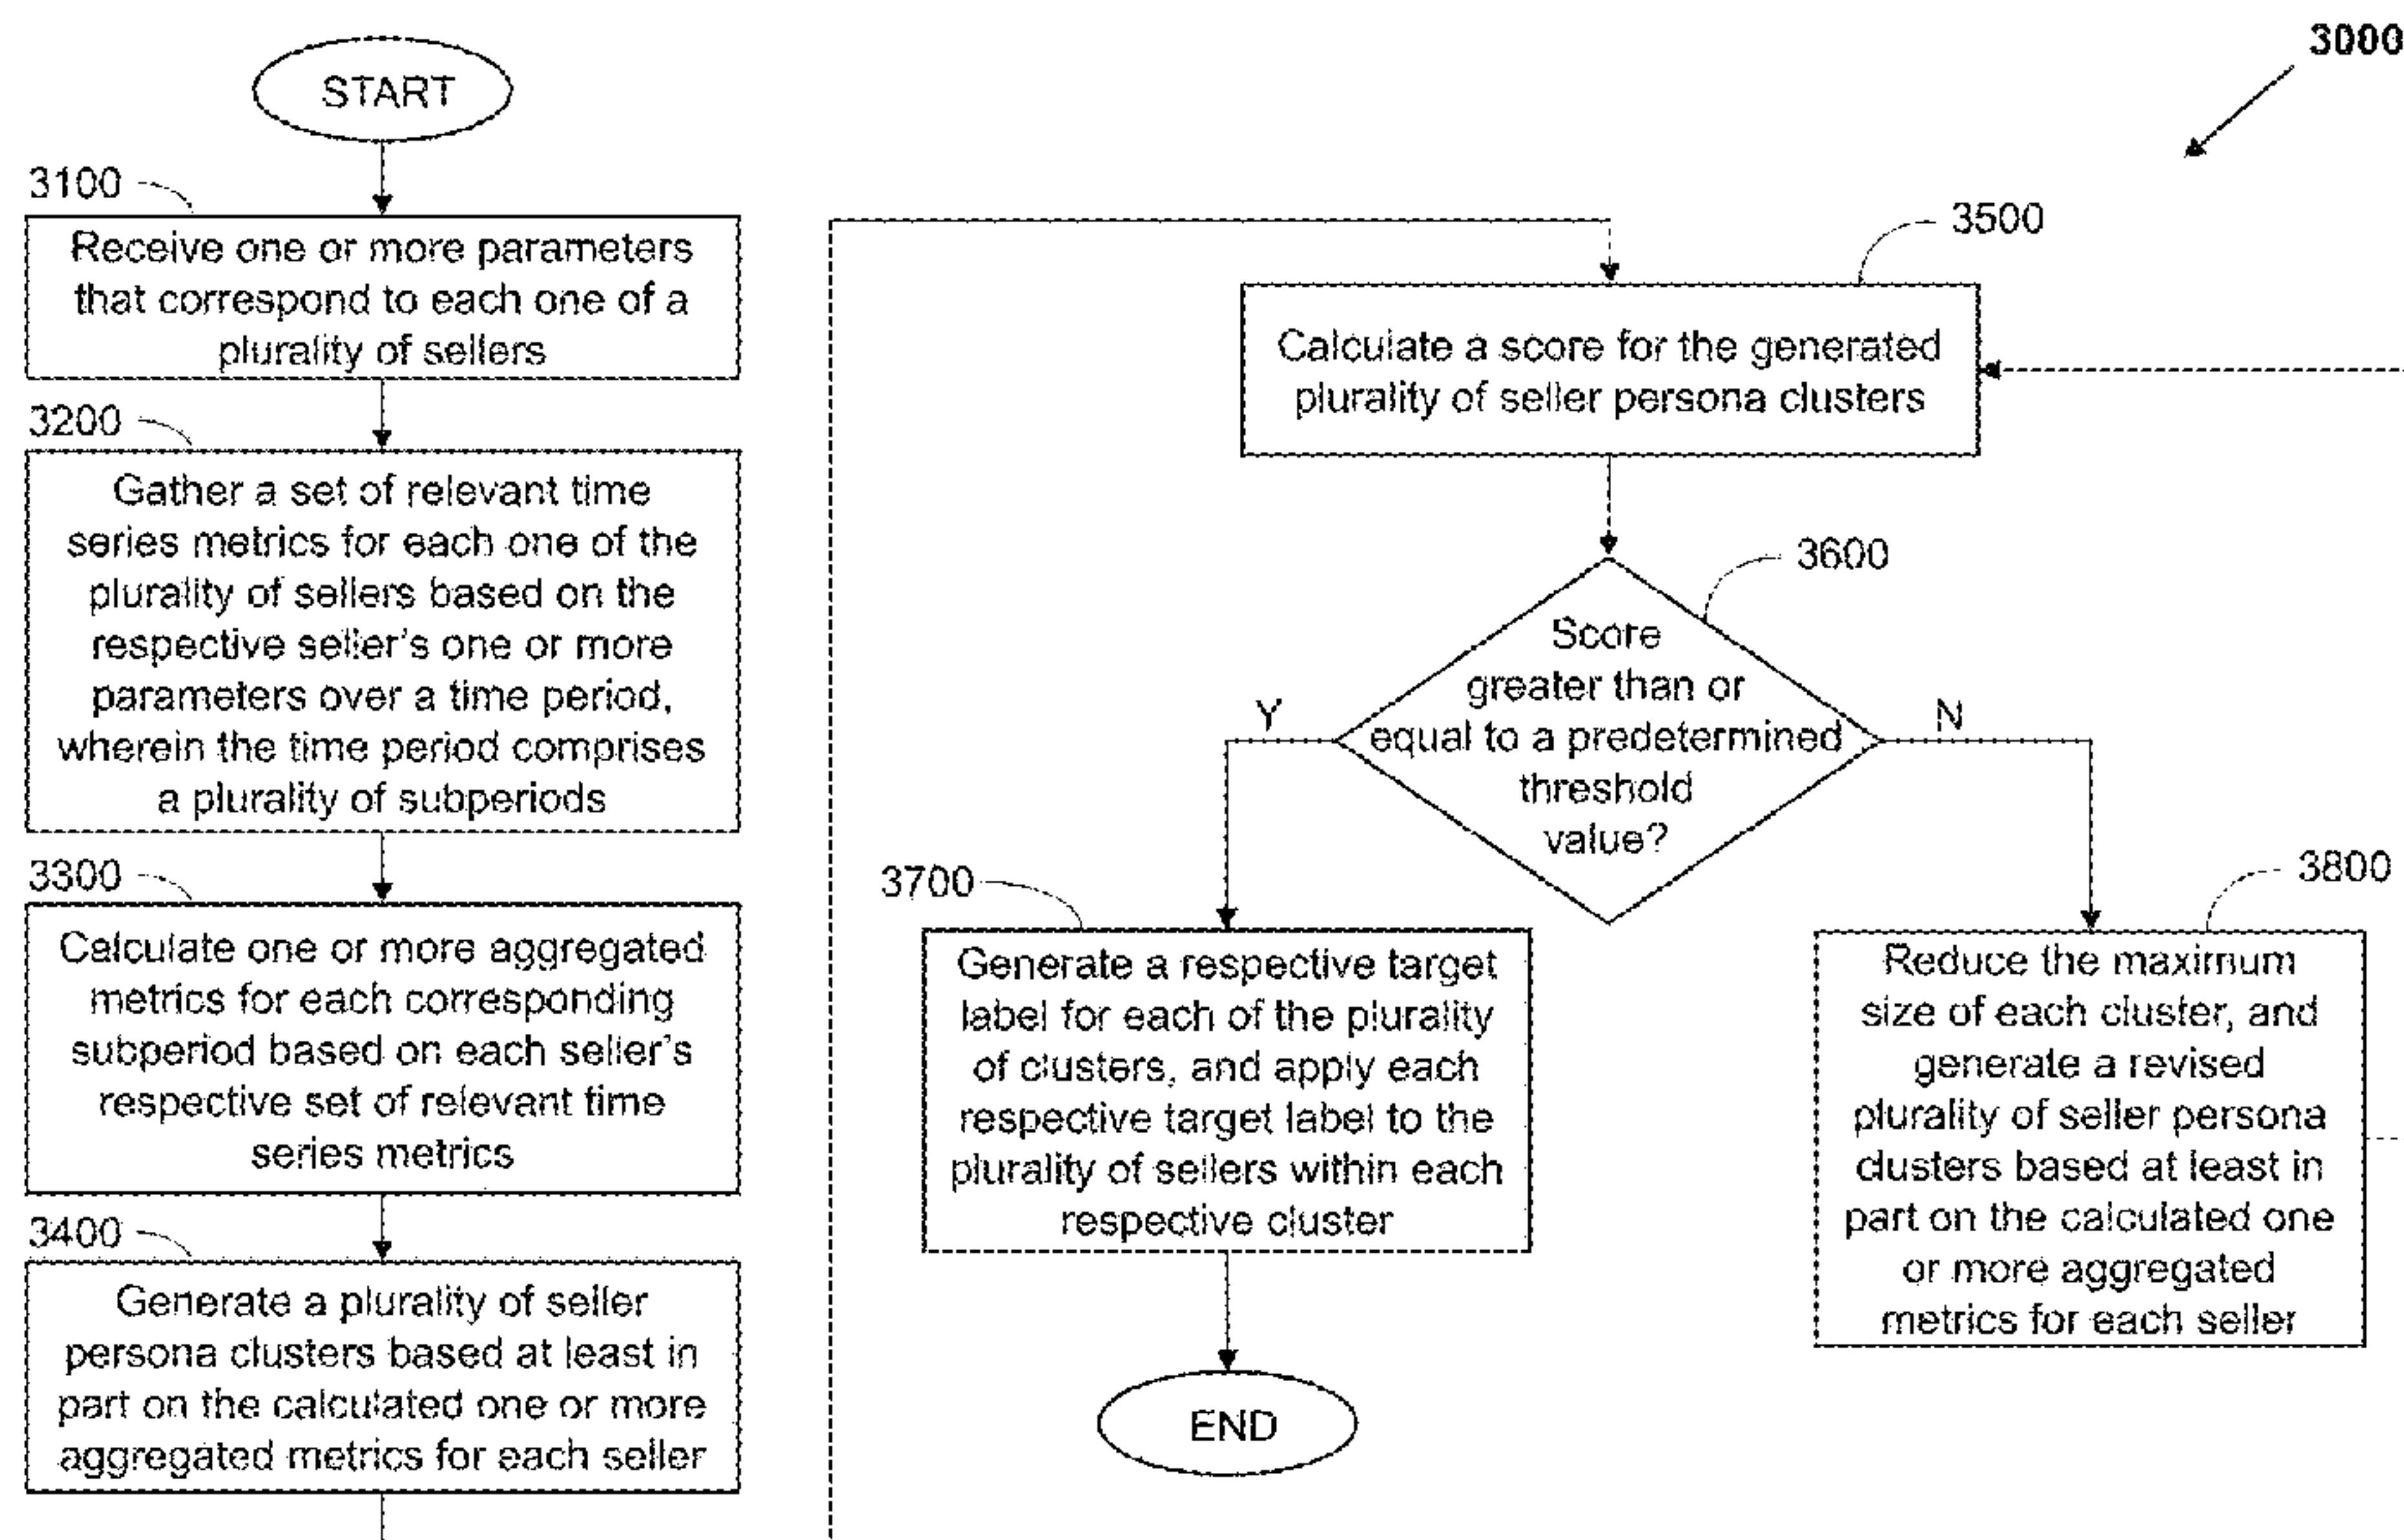 3000
START
3100
Receive one or more parameters
that correspond to each one of a
plurality of sellers
3200
Gather a set of relevant time
series metrics for each one of the
plurality of sellers based on the
respective seller's one or more
parameters over a time period,
wherein the time period comprises
a plurality of subperiods
3300
Calculate one or more aggregated
metrics for each corresponding
subperiod based on each seller's
respective set of relevant time
series metrics
3400
Generate a plurality of seller
persona clusters based at least in
part on the calculated one or more
aggregated metrics for each seller
3500
Calculate a score for the generated
plurality of seller persona clusters
3600
Score
greater than or
equal to a predetermined
threshold
value?
Y
N
3700
Generate a respective target
label for each of the plurality
of clusters, and apply each
respective target label to the
plurality of sellers within each
respective cluster
3800
Reduce the maximum
size of each cluster, and
generate a revised
plurality of seller persona
clusters based at least in
part on the calculated one
or more aggregated
metrics for each seller
END